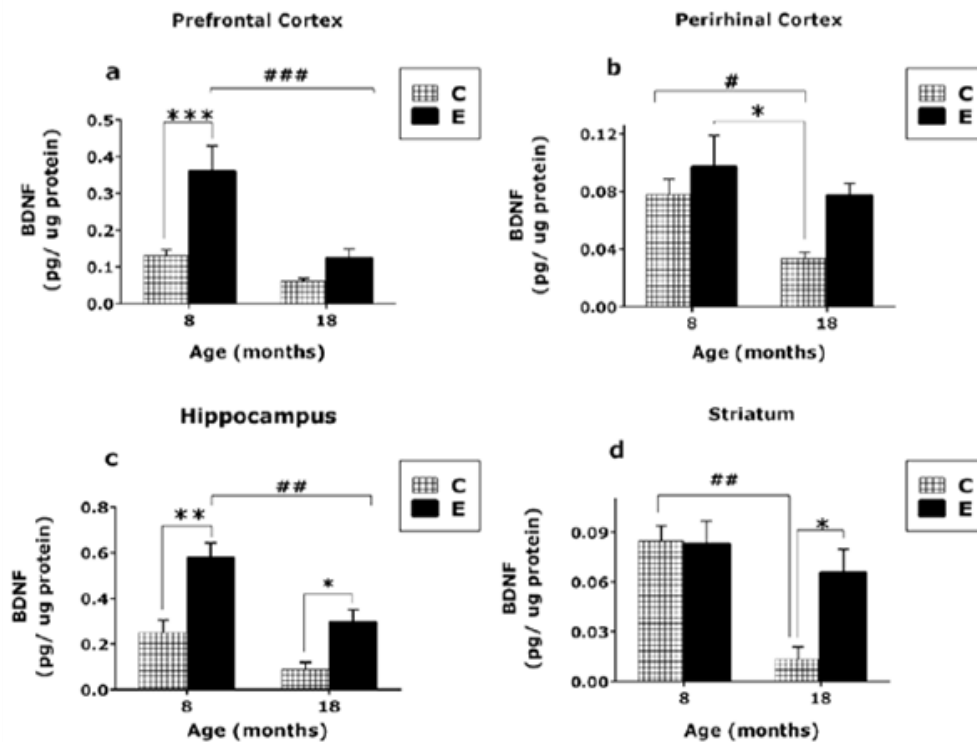 Prefrontal Cortex
a
###
C
E
***
0.5
0.4
0.3
0.2
0.1
0.0
BDNF
(pg/ ug protein)
8
18
Age (months)
Perirhinal Cortex
b
#
C
E
*
0.12
0.08
0.04
0.00
BDNF
(pg/ ug protein)
8
18
Age (months)
Hippocampus
c
##
C
E
**
*
0.8
0.6
0.4
0.2
0.0
BDNF
(pg/ ug protein)
8
18
Age (months)
Striatum
d
##
C
E
*
0.09
0.06
0.03
0.00
BDNF
(pg/ ug protein)
8
18
Age (months)